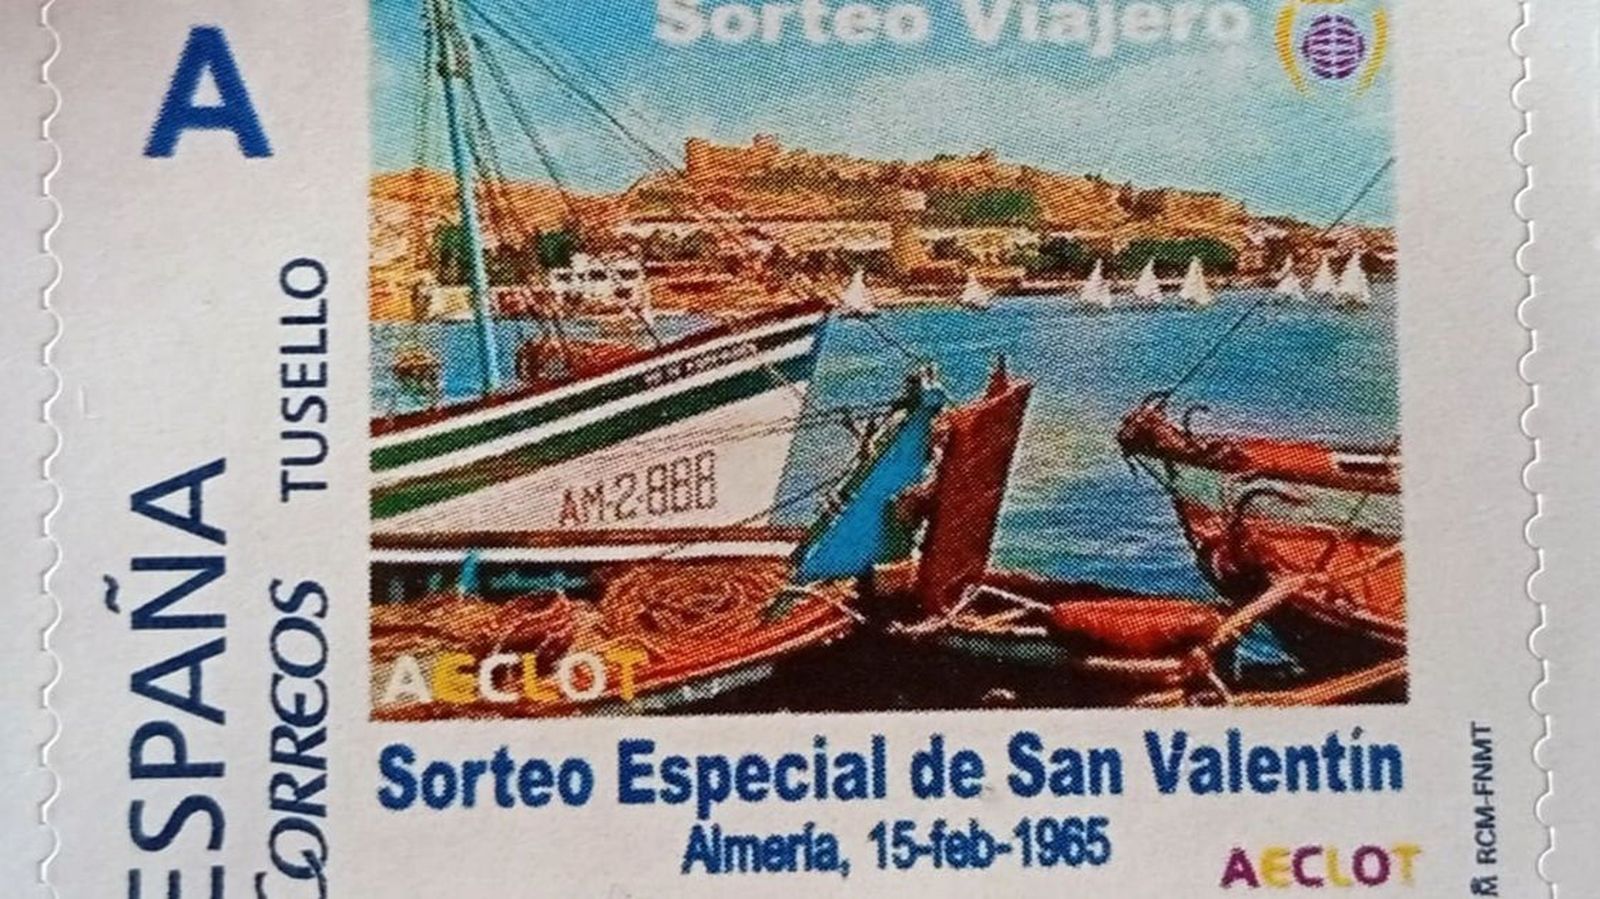 A
Sorteo Viajero
ESPAÑA
CORREOS
TUSELLO
AM-2-888
AECLOT
Sorteo Especial de San Valentín
Almería, 15-feb-1965
AECLOT
RCM-FNMT